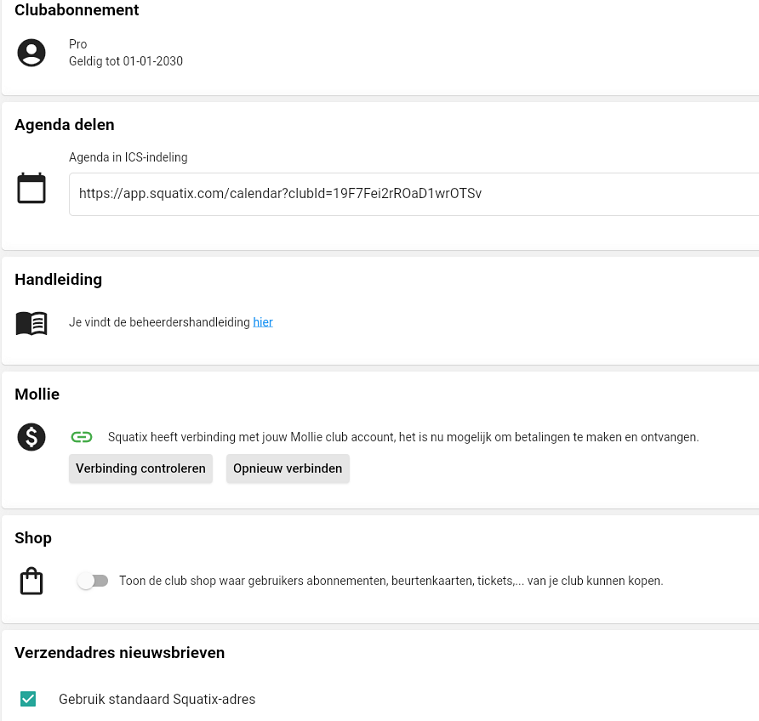 Clubabonnement
Pro
Geldig tot 01-01-2030
Agenda delen
Agenda in ICS-indeling
https://app.squatix.com/calendar?clubId=19F7Fei2rROaD1wrOTSv
Handleiding
Je vindt de beheerdershandleiding hier
Mollie
Squatix heeft verbinding met jouw Mollie club account, het is nu mogelijk om betalingen te maken en ontvangen.
Verbinding controleren Opnieuw verbinden
Shop
Toon de club shop waar gebruikers abonnementen, beurtenkaarten, tickets,... van je club kunnen kopen.
Verzendadres nieuwsbrieven
Gebruik standaard Squatix-adres